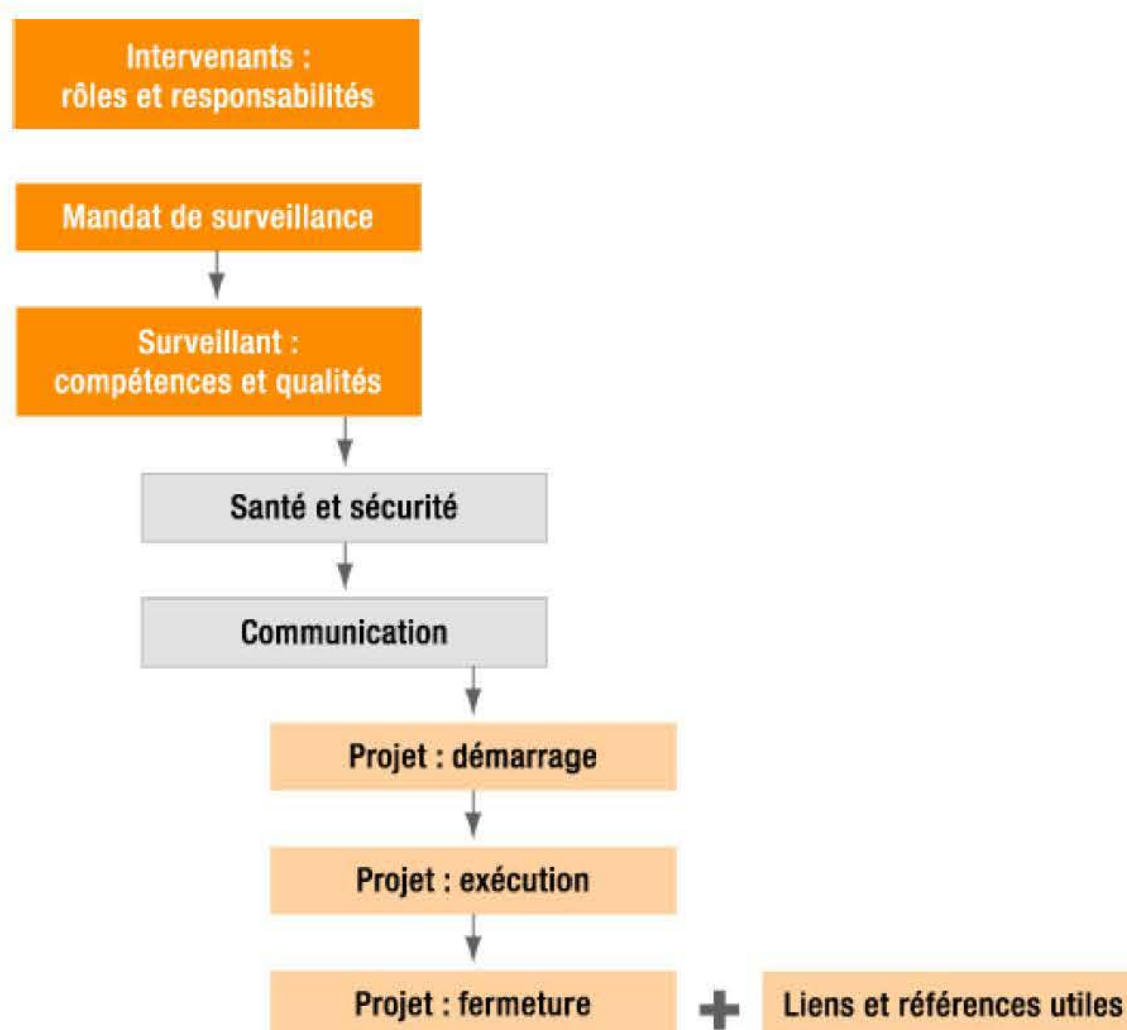 Intervenants :
rôles et responsabilités
Mandat de surveillance
Surveillant :
compétences et qualités
Santé et sécurité
Communication
Projet : démarrage
Projet : exécution
Projet : fermeture
Liens et références utiles